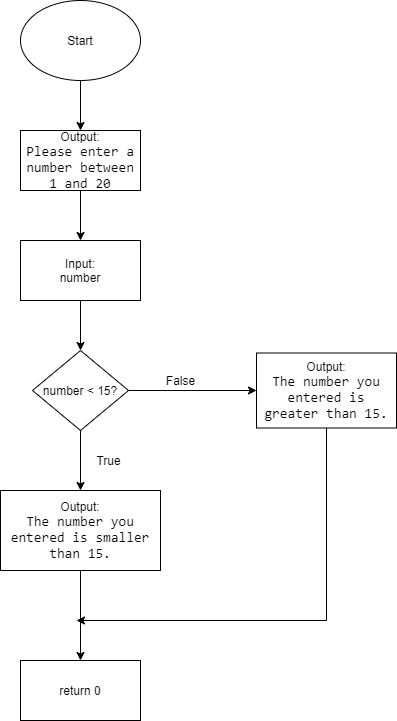 Start
Output:
Please enter a
number between
1 and 20
Input:
number
number < 15?
False
Output:
The number you
entered is
greater than 15.
True
Output:
The number you
entered is smaller
than 15.
return 0